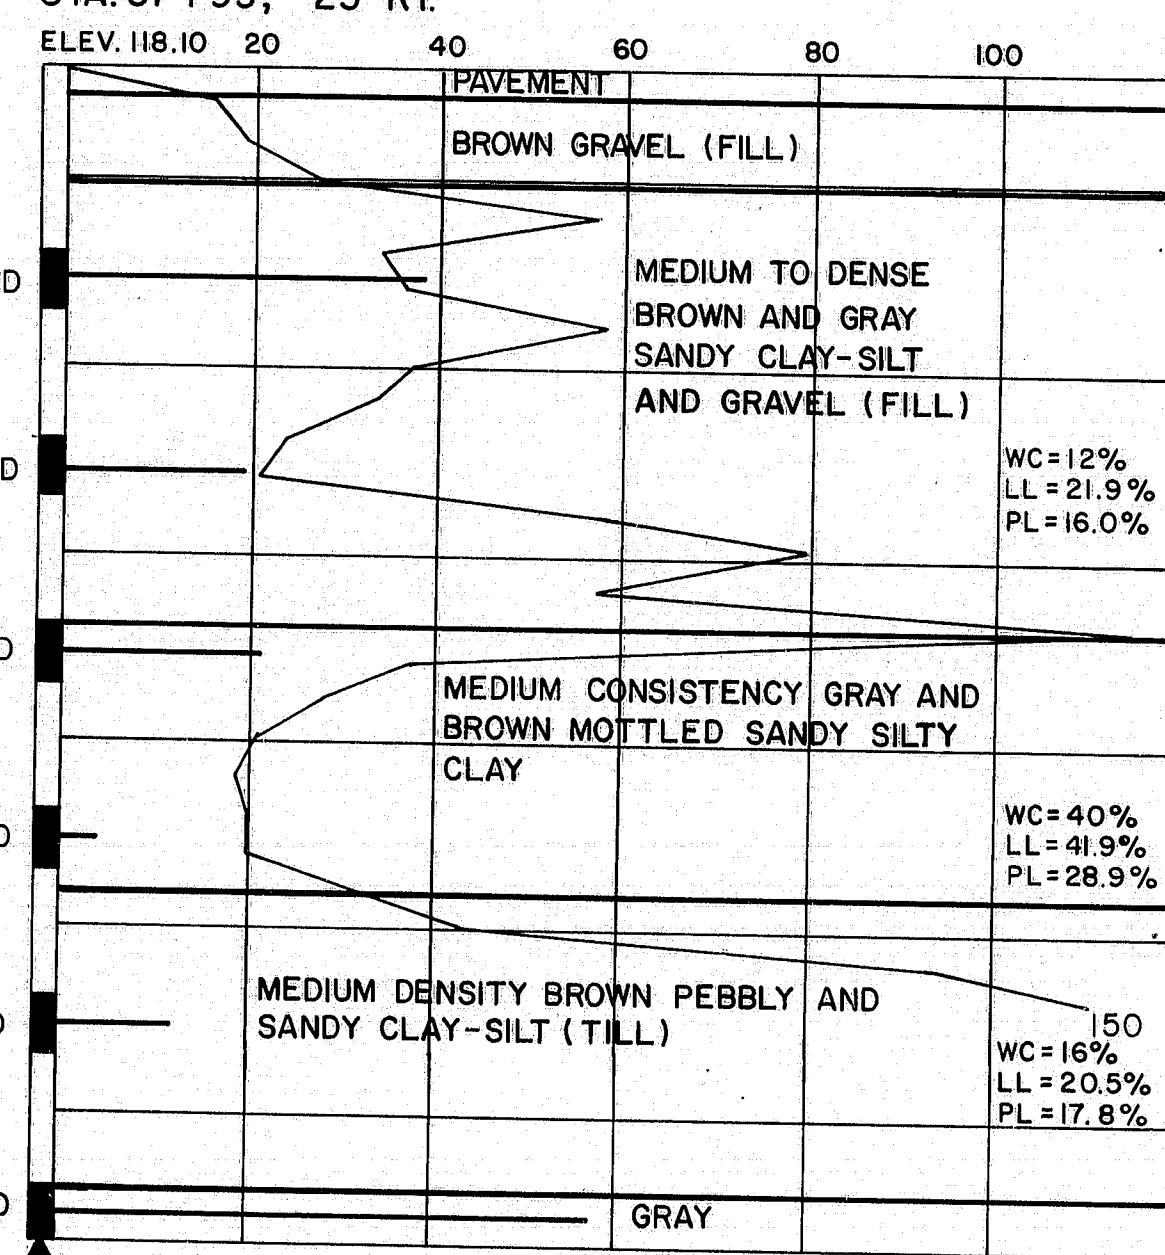 ELEV. 118.10 20 40 60 80 100
PAVEMENT
BROWN GRAVEL (FILL)
D
MEDIUM TO DENSE
BROWN AND GRAY
SANDY CLAY-SILT
AND GRAVEL (FILL)
D
WC=12%
LL=21.9%
PL=16.0%
D
MEDIUM CONSISTENCY GRAY AND
BROWN MOTTLED SANDY SILTY
CLAY
D
WC=40%
LL=41.9%
PL=28.9%
MEDIUM DENSITY BROWN PEBBLY AND
SANDY CLAY-SILT (TILL)
D
150
WC=16%
LL=20.5%
PL=17.8%
D
GRAY